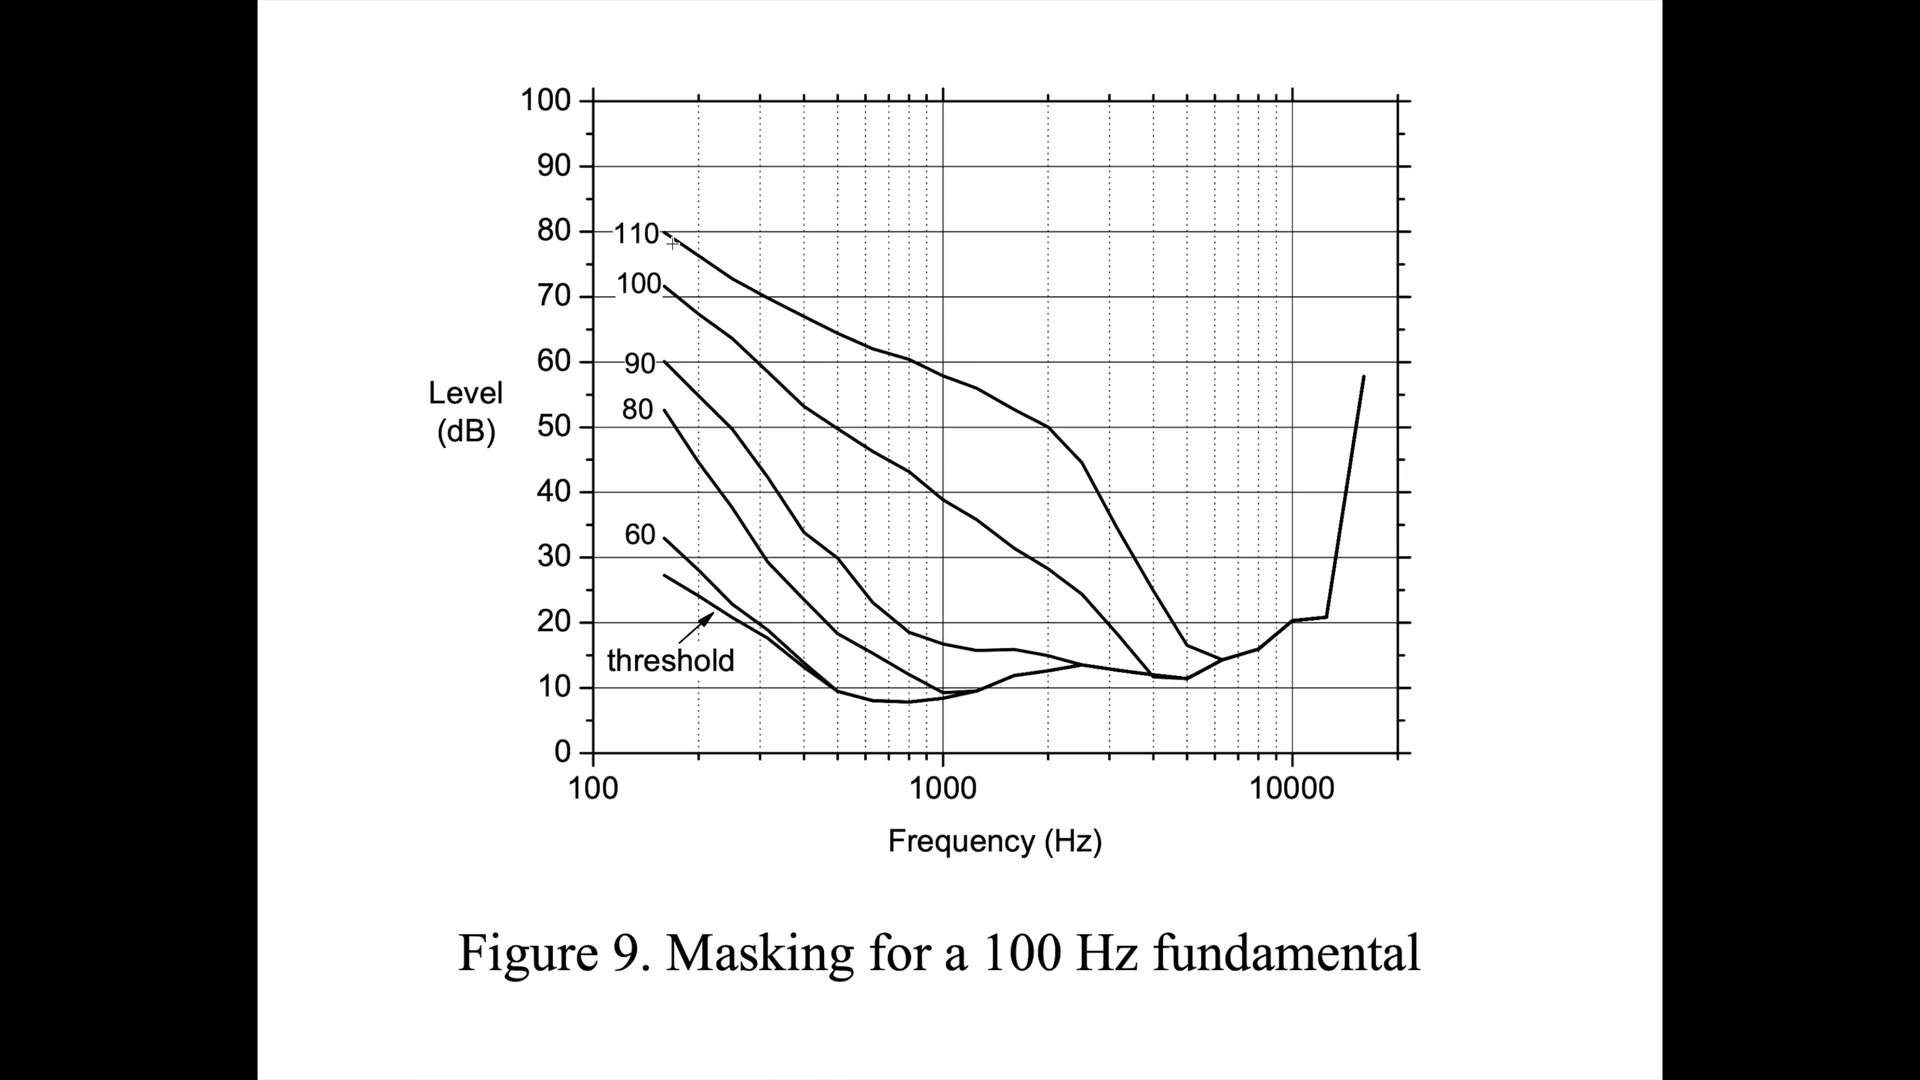 100
90
80
70
60
50
40
30
20
10
0
Level
(dB)
110
100
90
80
60
threshold
100 1000 10000
Frequency (Hz)
Figure 9. Masking for a 100 Hz fundamental